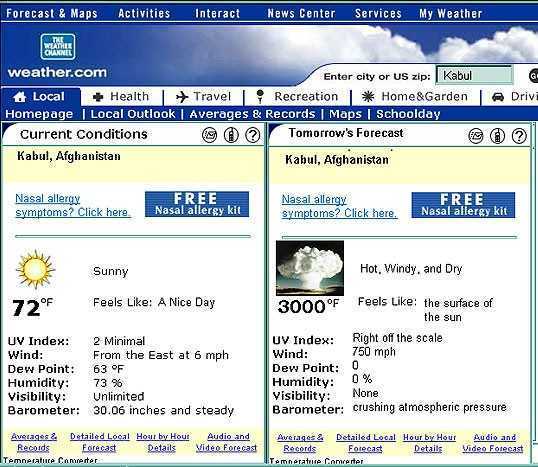 Forecast & Maps Activities Interact News Center Services My Weather
THE
WEATHER
CHANNEL
weather.com
Enter city or US zip: Kabul
Local Health Travel Recreation Home&Garden Drivi
Homepage | Local Outlook | Averages & Records | Maps | Schoolday
Current Conditions
Kabul, Afghanistan
Nasal allergy
symptoms? Click here.
FREE
Nasal allergy kit
Sunny
72°F
Feels Like: A Nice Day
UV Index: 2 Minimal
Wind: From the East at 6 mph
Dew Point: 63 °F
Humidity: 73 %
Visibility: Unlimited
Barometer: 30.06 inches and steady
Averages & Records
Detailed Local Forecast
Hour by Hour Details
Audio and Video Forecast
Temperature Converter
Tomorrow's Forecast
Kabul, Afghanistan
Nasal allergy
symptoms? Click here.
FREE
Nasal allergy kit
Hot, Windy, and Dry
3000°F
Feels Like: the surface of
the sun
UV Index: Right off the scale
Wind: 750 mph
Dew Point: 0
Humidity: 0 %
Visibility: None
Barometer: crushing atmospheric pressure
Averages & Records
Detailed Local Forecast
Hour by Hour Details
Audio and Video Forecast
Temperature Converter